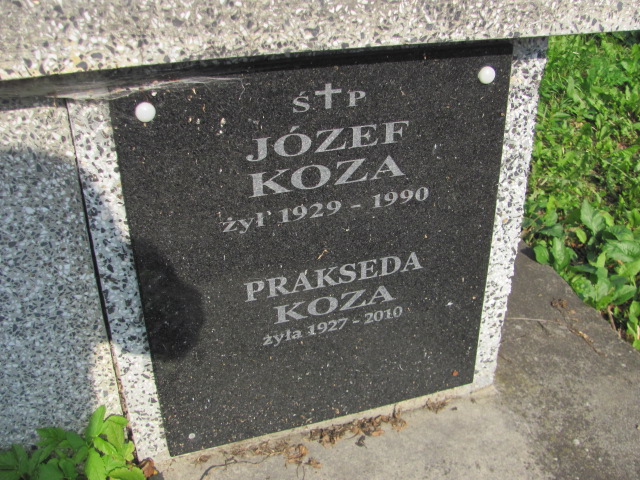 Ś✝P
JÓZEF
KOZA
żył 1929 - 1990
PRAKSEDA
KOZA
żyła 1927 - 2010